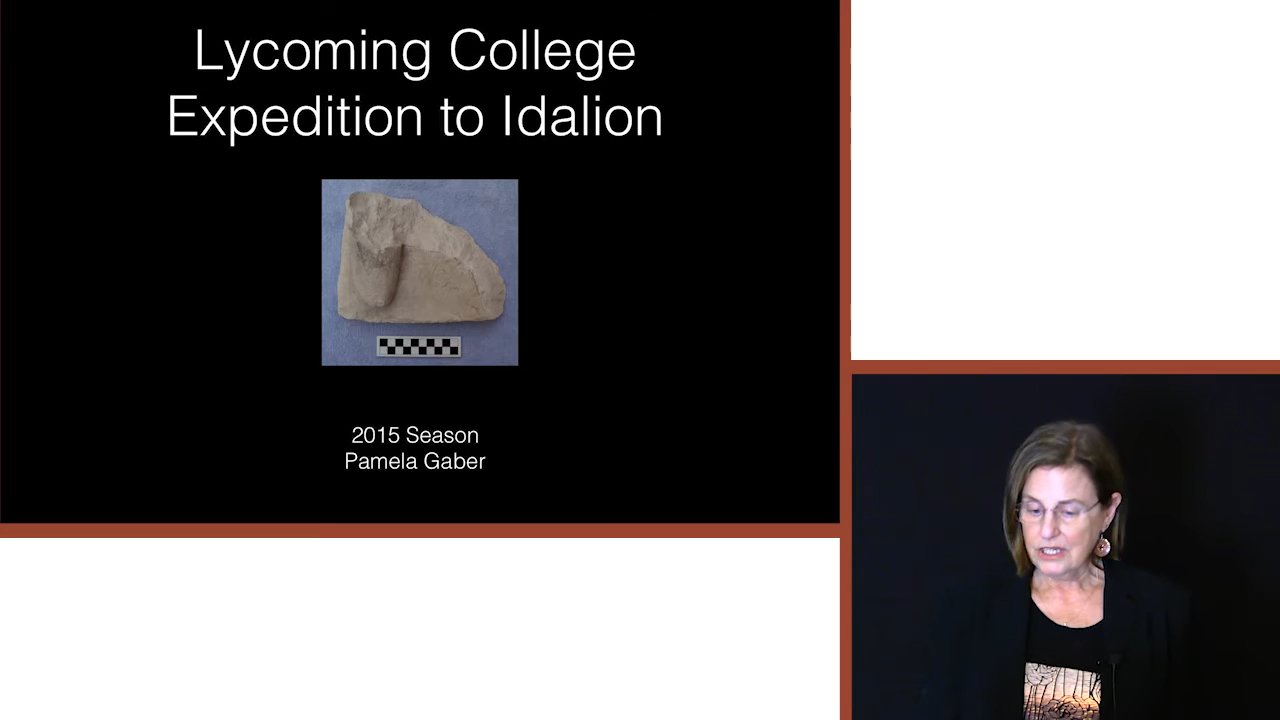 Lycoming College
Expedition to Idalion
2015 Season
Pamela Gaber